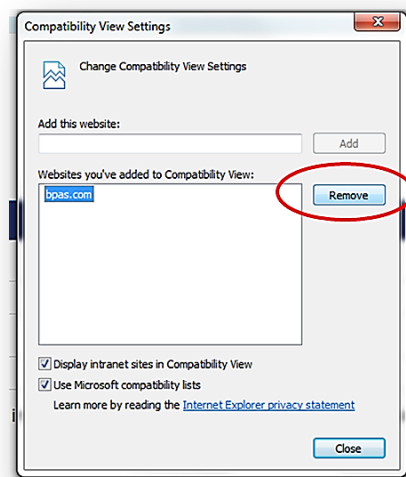 Compatibility View Settings
Change Compatibility View Settings
Add this website:
Add
Websites you've added to Compatibility View:
bpas.com
Remove
Display intranet sites in Compatibility View
Use Microsoft compatibility lists
Learn more by reading the Internet Explorer privacy statement
Close